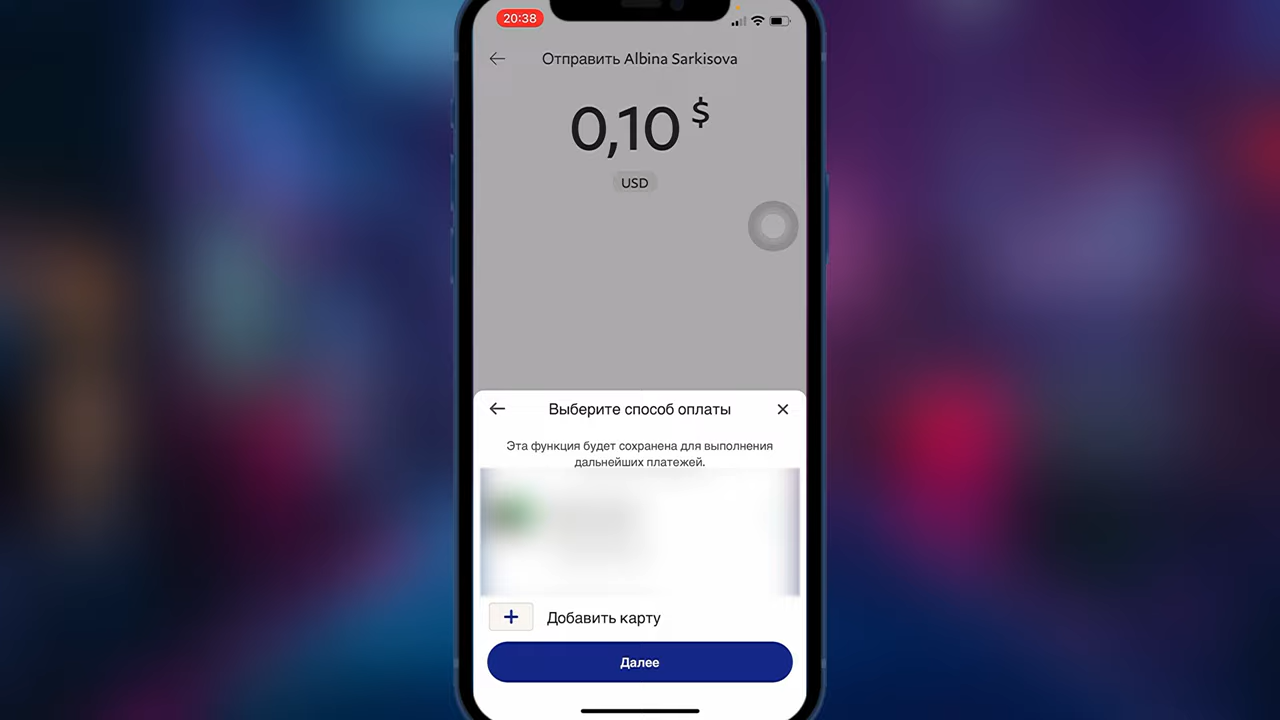 20:38
Отправить Albina Sarkisova
0,10 $
USD
Выберите способ оплаты
Эта функция будет сохранена для выполнения
дальнейших платежей.
Добавить карту
Далее